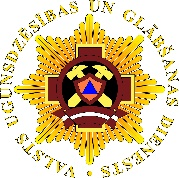 VALSTS UGUNSDZĒSĪBAS UN GLĀBŠANAS DIENESTS •